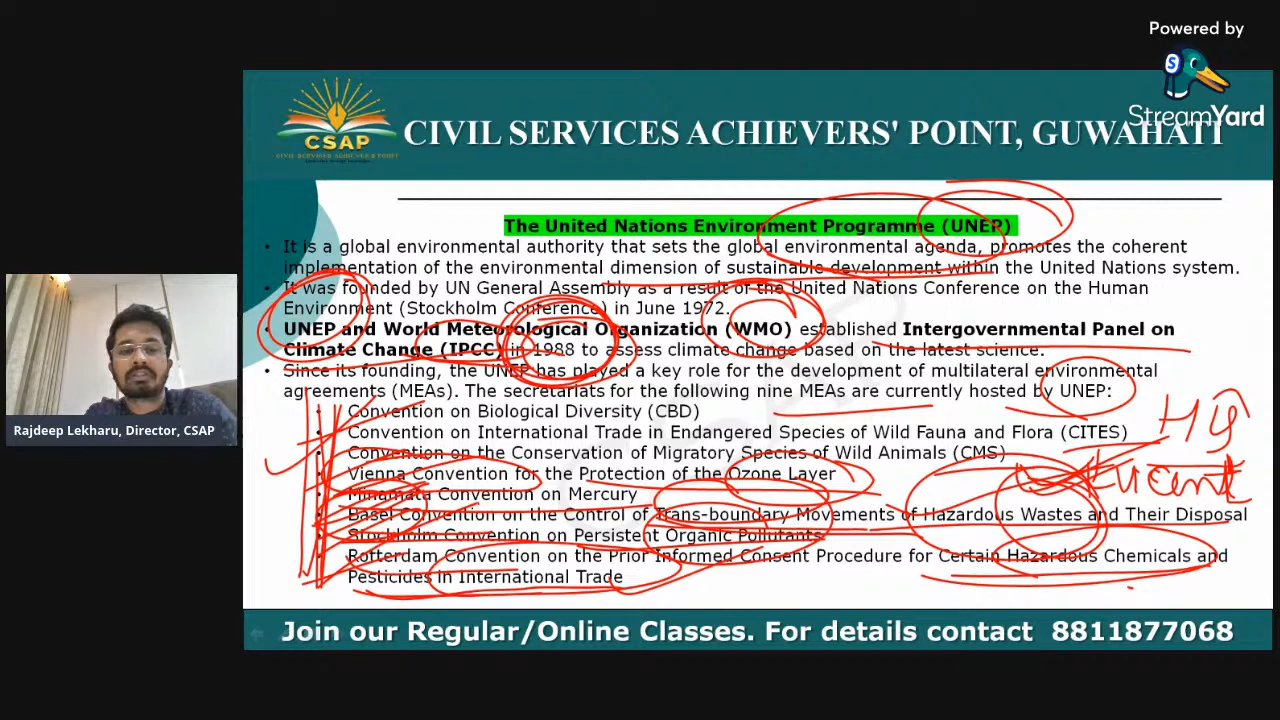 Powered by
S
StreamYard
CSAP
CIVIL SERVICES ACHIEVERS' POINT
CIVIL SERVICES ACHIEVERS' POINT, GUWAHATI
The United Nations Environment Programme (UNEP)
• It is a global environmental authority that sets the global environmental agenda, promotes the coherent
implementation of the environmental dimension of sustainable development within the United Nations system.
• It was founded by UN General Assembly as a result of the United Nations Conference on the Human
Environment (Stockholm Conference) in June 1972.
• UNEP and World Meteorological Organization (WMO) established Intergovernmental Panel on
Climate Change (IPCC) in 1988 to assess climate change based on the latest science.
• Since its founding, the UNEP has played a key role for the development of multilateral environmental
agreements (MEAs). The secretariats for the following nine MEAs are currently hosted by UNEP:
• Convention on Biological Diversity (CBD)
• Convention on International Trade in Endangered Species of Wild Fauna and Flora (CITES)
• Convention on the Conservation of Migratory Species of Wild Animals (CMS)
• Vienna Convention for the Protection of the Ozone Layer
• Minamata Convention on Mercury
• Basel Convention on the Control of Trans-boundary Movements of Hazardous Wastes and Their Disposal
• Stockholm Convention on Persistent Organic Pollutants
• Rotterdam Convention on the Prior Informed Consent Procedure for Certain Hazardous Chemicals and
Pesticides in International Trade
Hg
Rajdeep Lekharu, Director, CSAP
Join our Regular/Online Classes. For details contact 8811877068